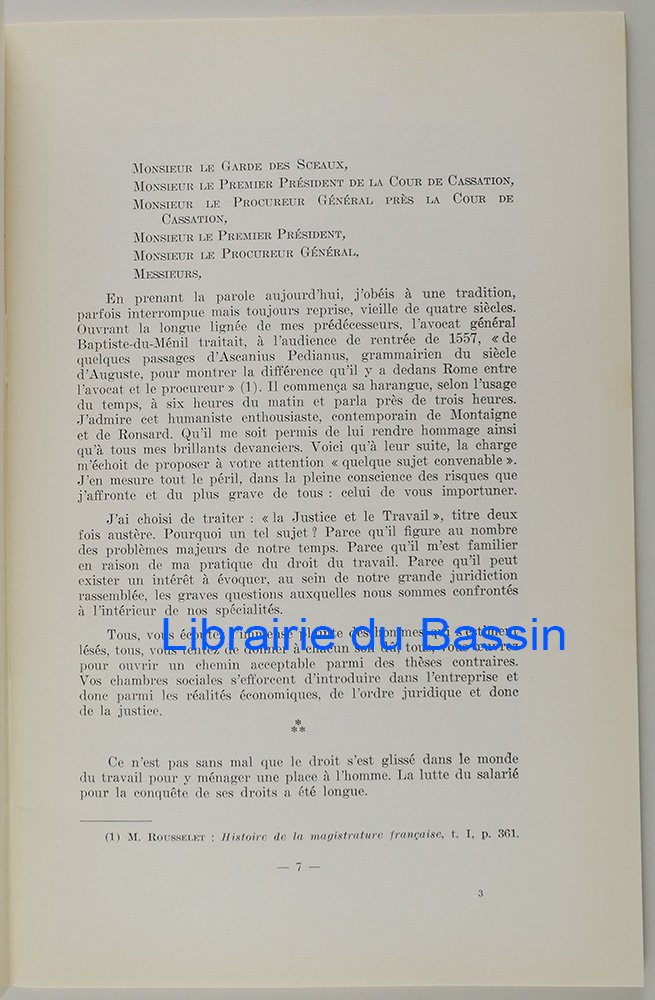 MONSIEUR LE GARDE DES SCEAUX,
MONSIEUR LE PREMIER PRÉSIDENT DE LA COUR DE CASSATION,
MONSIEUR LE PROCUREUR GÉNÉRAL PRÈS LA COUR DE
CASSATION,
MONSIEUR LE PREMIER PRÉSIDENT,
MONSIEUR LE PROCUREUR GÉNÉRAL,
MESSIEURS,
En prenant la parole aujourd'hui, j'obéis à une tradition,
parfois interrompue mais toujours reprise, vieille de quatre siècles.
Ouvrant la longue lignée de mes prédécesseurs, l'avocat général
Baptiste-du-Ménil traitait, à l'audience de rentrée de 1557, « de
quelques passages d'Ascanius Pedianus, grammairien du siècle
d'Auguste, pour montrer la différence qu'il y a dedans Rome entre
l'avocat et le procureur » (1). Il commença sa harangue, selon l'usage
du temps, à six heures du matin et parla près de trois heures.
J'admire cet humaniste enthousiaste, contemporain de Montaigne
et de Ronsard. Qu'il me soit permis de lui rendre hommage ainsi
qu'à tous mes brillants devanciers. Voici qu'à leur suite, la charge
m'échoit de proposer à votre attention « quelque sujet convenable ».
J'en mesure tout le péril, dans la pleine conscience des risques que
j'affronte et du plus grave de tous : celui de vous importuner.
J'ai choisi de traiter : « la Justice et le Travail », titre deux
fois austère. Pourquoi un tel sujet ? Parce qu'il figure au nombre
des problèmes majeurs de notre temps. Parce qu'il m'est familier
en raison de ma pratique du droit du travail. Parce qu'il peut
exister un intérêt à évoquer, au sein de notre grande juridiction
rassemblée, les graves questions auxquelles nous sommes confrontés
à l'intérieur de nos spécialités.
Tous, vous plainte des hommes
Librairie du Bassin
lésés, tous, vous tentez de donner à chacun son tous,
pour ouvrir un chemin acceptable parmi des thèses contraires.
Vos chambres sociales s'efforcent d'introduire dans l'entreprise et
donc parmi les réalités économiques, de l'ordre juridique et donc
de la justice.
*
**
Ce n'est pas sans mal que le droit s'est glissé dans le monde
du travail pour y ménager une place à l'homme. La lutte du salarié
pour la conquête de ses droits a été longue.
(1) M. ROUSSELET : Histoire de la magistrature française, t. I, p. 361.
— 7 —
3